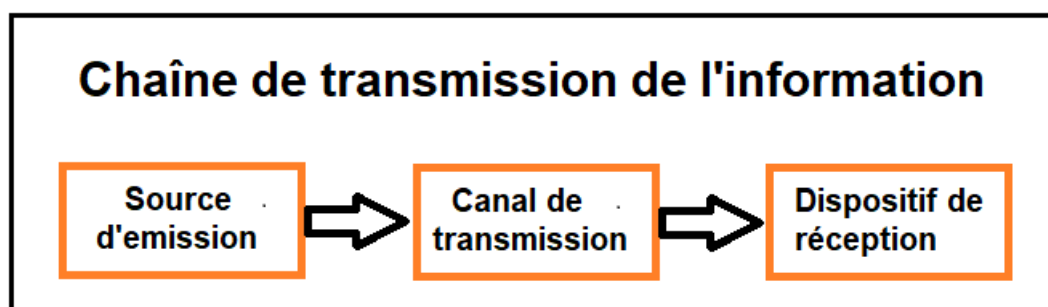 Chaîne de transmission de l'information
Source
d'emission
Canal de
transmission
Dispositif de
réception